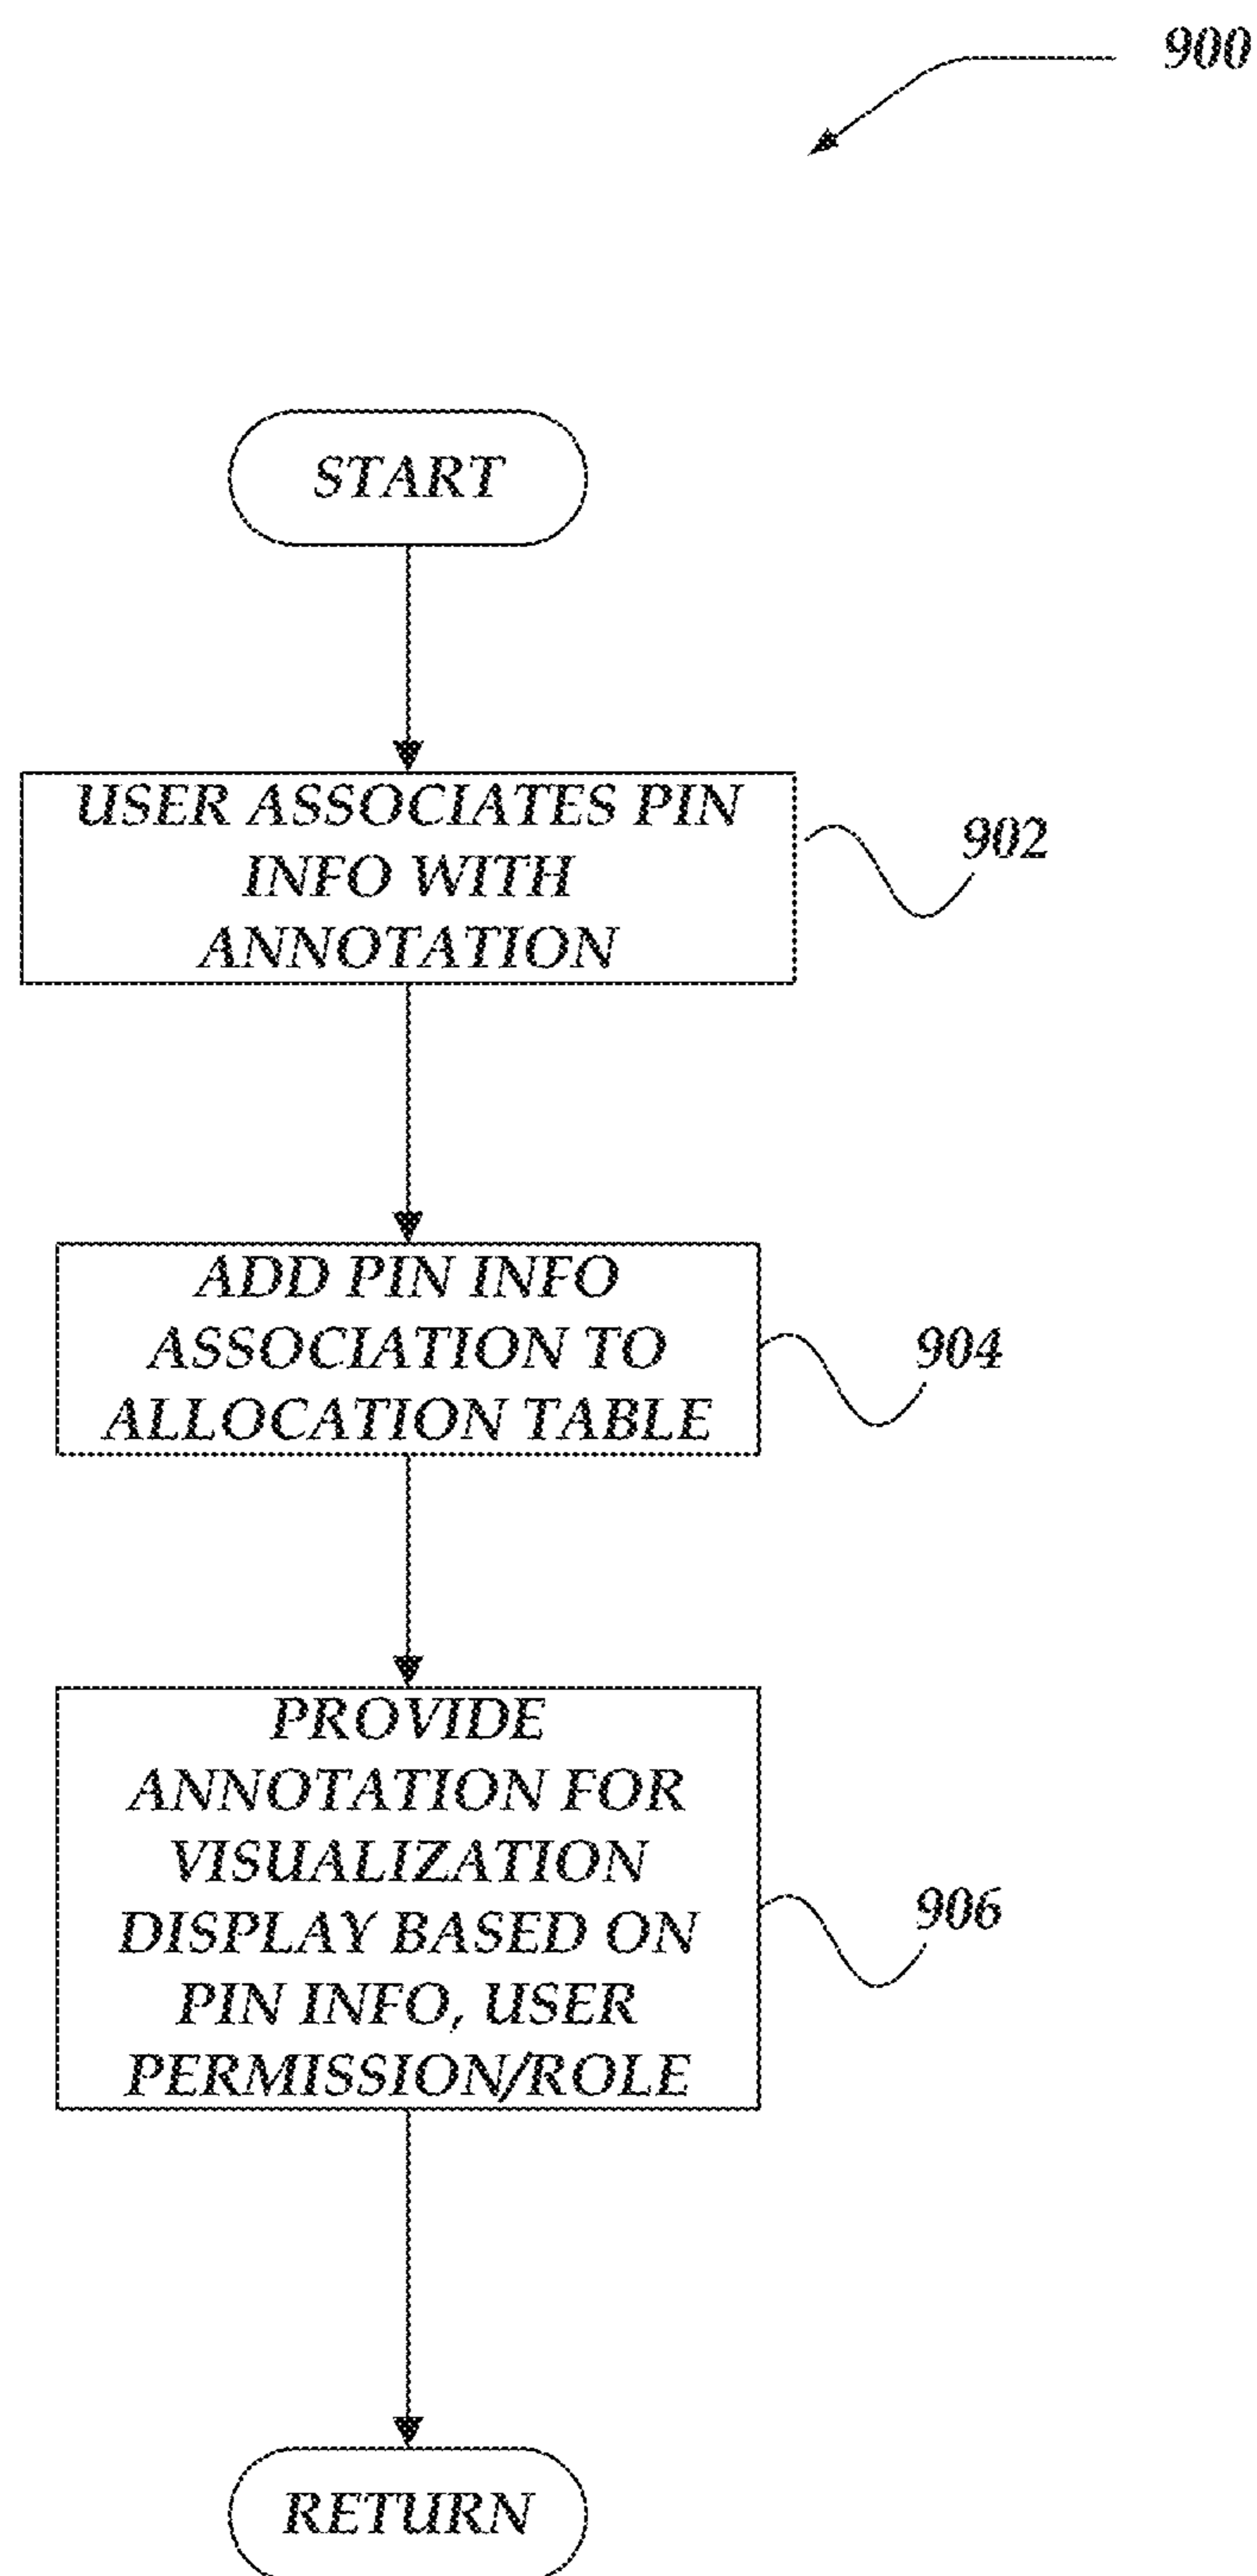 900
START
USER ASSOCIATES PIN
INFO WITH
ANNOTATION
902
ADD PIN INFO
ASSOCIATION TO
ALLOCATION TABLE
904
PROVIDE
ANNOTATION FOR
VISUALIZATION
DISPLAY BASED ON
PIN INFO, USER
PERMISSION/ROLE
906
RETURN